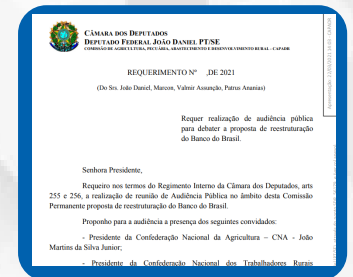 CÂMARA DOS DEPUTADOS
DEPUTADO FEDERAL JOÃO DANIEL PT/SE
COMISSÃO DE AGRICULTURA, PECUÁRIA, ABASTECIMENTO E DESENVOLVIMENTO RURAL - CAPADR
REQUERIMENTO Nº ,DE 2021
(Do Srs. João Daniel, Marcon, Valmir Assunção, Patrus Ananias)
Requer realização de audiência pública
para debater a proposta de reestruturação
do Banco do Brasil.
Senhora Presidente,
Requeiro nos termos do Regimento Interno da Câmara dos Deputados, arts
255 e 256, a realização de reunião de Audiência Pública no âmbito desta Comissão
Permanente proposta de reestruturação do Banco do Brasil.
Proponho para a audiência a presença dos seguintes convidados:
- Presidente da Confederação Nacional da Agricultura – CNA - João
Martins da Silva Junior;
- Presidente da Confederação Nacional dos Trabalhadores Rurais